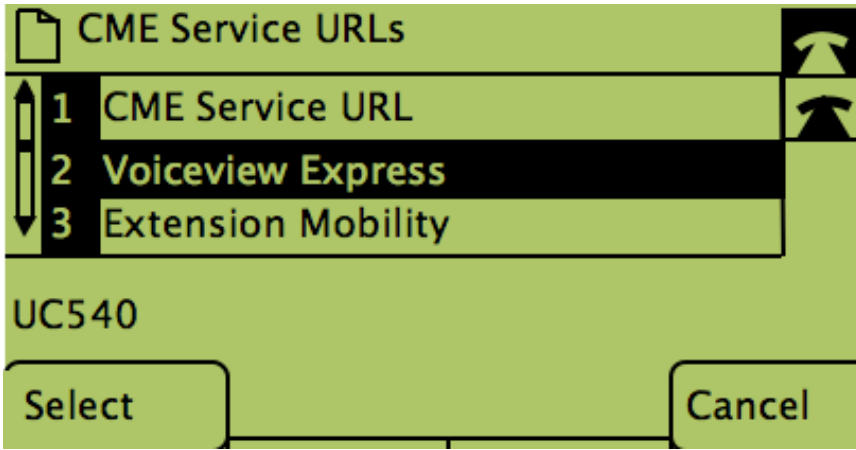 CME Service URLs
1 CME Service URL
2 Voiceview Express
3 Extension Mobility
UC540
Select Cancel